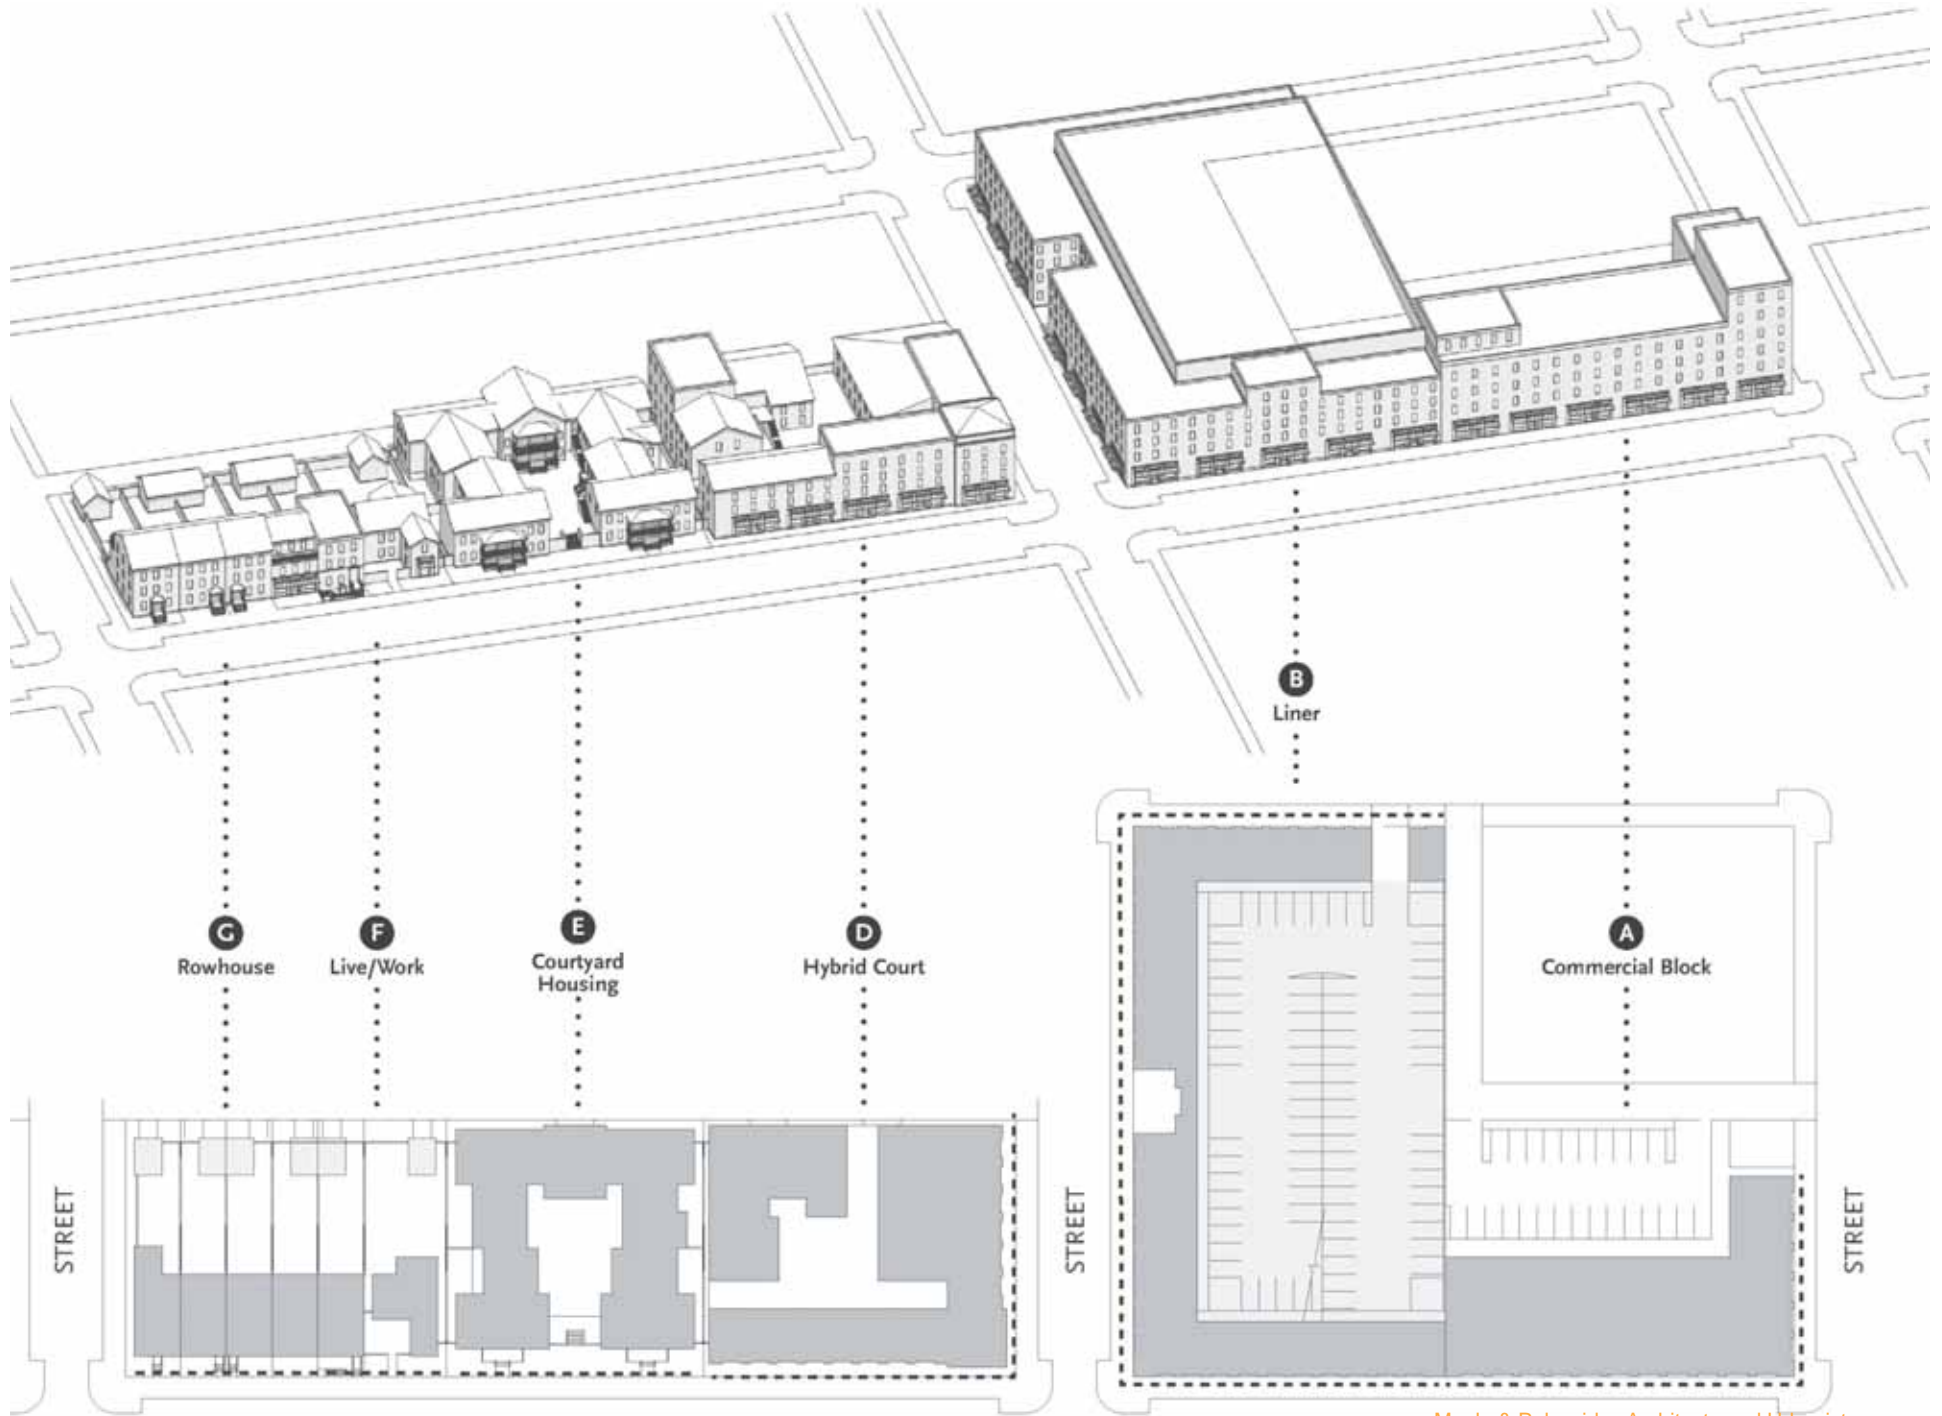 B
Liner
G
Rowhouse
F
Live/Work
E
Courtyard
Housing
D
Hybrid Court
A
Commercial Block
STREET
STREET
STREET